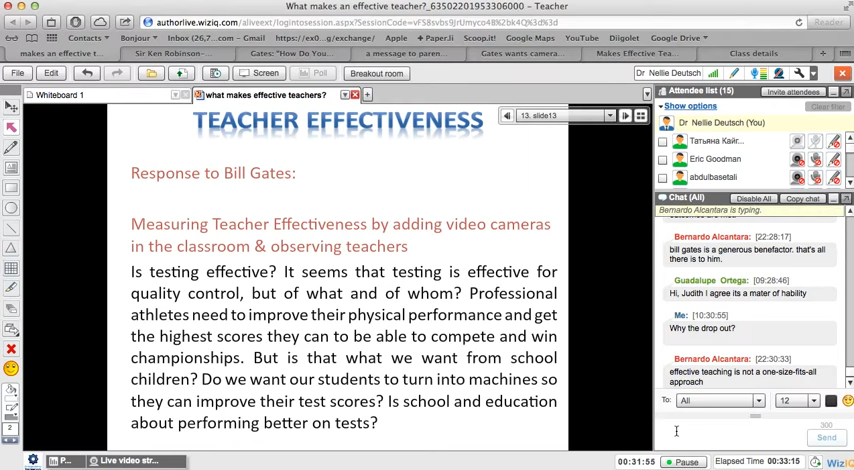 What makes an effective teacher?_63502201953306000 – Teacher
authorlive.wiziq.com/aliveext/logintosession.aspx?SessionCode=vFS8svbs9JrUmyco4B%2bk4Q%3d%3d
Reader
Contacts Bonjour Inbox (26,7...com – Gmail https://ex0...g/exchange/ Apple +Paper.li Scoop.it! Google Maps YouTube Diigolet Google Drive
makes an effective t... Sir Ken Robinson-... Gates: "How Do You... a message to paren... Gates wants camera... Makes Effective Tea... Class details
File Edit Screen Poll Breakout room Dr Nellie Deutsch
Whiteboard 1 what makes effective teachers?
Attendee list (15) Invite attendees
Show options Clear filter
Dr Nellie Deutsch (You)
Татьяна Кайг...
Eric Goodman
abdulbasetali
13. slide13
TEACHER EFFECTIVENESS
Response to Bill Gates:
Measuring Teacher Effectiveness by adding video cameras
in the classroom & observing teachers
Is testing effective? It seems that testing is effective for
quality control, but of what and of whom? Professional
athletes need to improve their physical performance and get
the highest scores they can to be able to compete and win
championships. But is that what we want from school
children? Do we want our students to turn into machines so
they can improve their test scores? Is school and education
about performing better on tests?
Chat (All) Disable All Copy chat
Bernardo Alcantara is typing.
Bernardo Alcantara: [22:28:17]
bill gates is a generous benefactor. that's all
there is to him.
Guadalupe Ortega: [09:28:46]
Hi, Judith I agree its a mater of hability
Me: [10:30:55]
Why the drop out?
Bernardo Alcantara: [22:30:33]
effective teaching is not a one-size-fits-all
approach
To: All 12
300
Send
2
P... Live video str...
00:31:55 Pause Elapsed Time 00:33:15 WizIQ